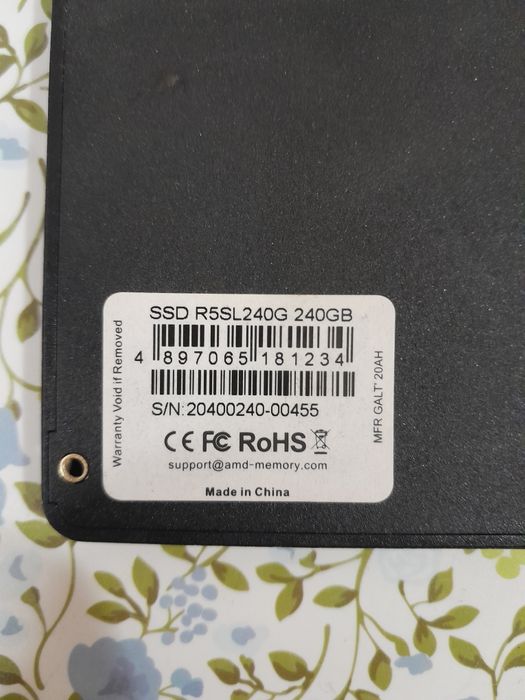 SSD R5SL240G 240GB
4 897065 181234
S/N:20400240-00455
CE FC RoHS
support@amd-memory.com
Made in China
Warranty Void if Removed
MFR GALT' 20AH